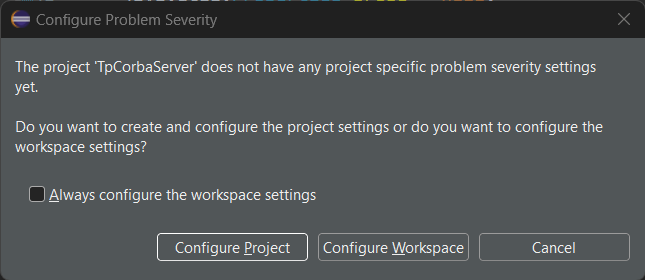 Configure Problem Severity
The project 'TpCorbaServer' does not have any project specific problem severity settings
yet.
Do you want to create and configure the project settings or do you want to configure the
workspace settings?
Always configure the workspace settings
Configure Project
Configure Workspace
Cancel